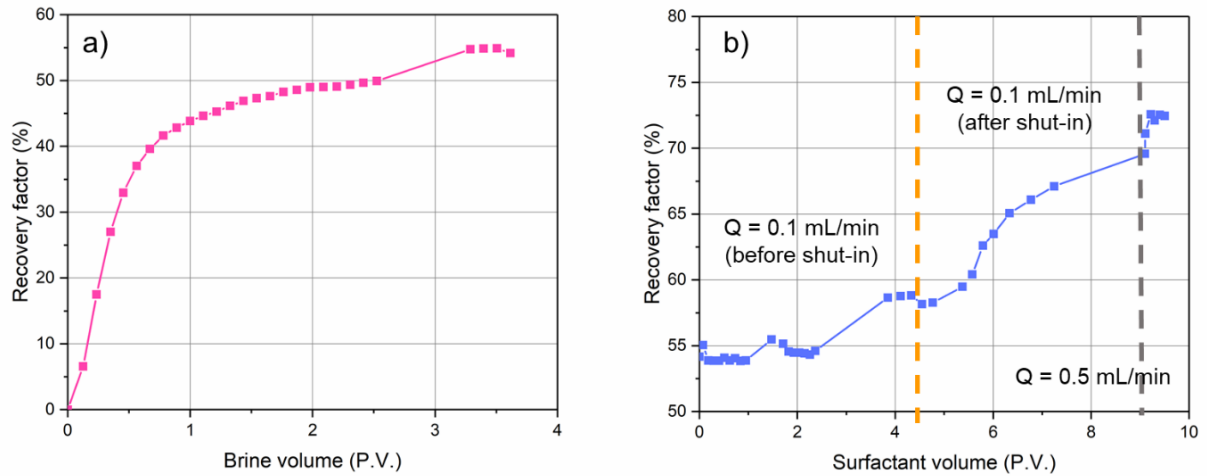 a)
60
50
40
30
20
10
0
Recovery factor (%)
0 1 2 3 4
Brine volume (P.V.)
b)
80
75
70
65
60
55
50
Recovery factor (%)
Q = 0.1 mL/min
(after shut-in)
Q = 0.1 mL/min
(before shut-in)
Q = 0.5 mL/min
0 2 4 6 8 10
Surfactant volume (P.V.)